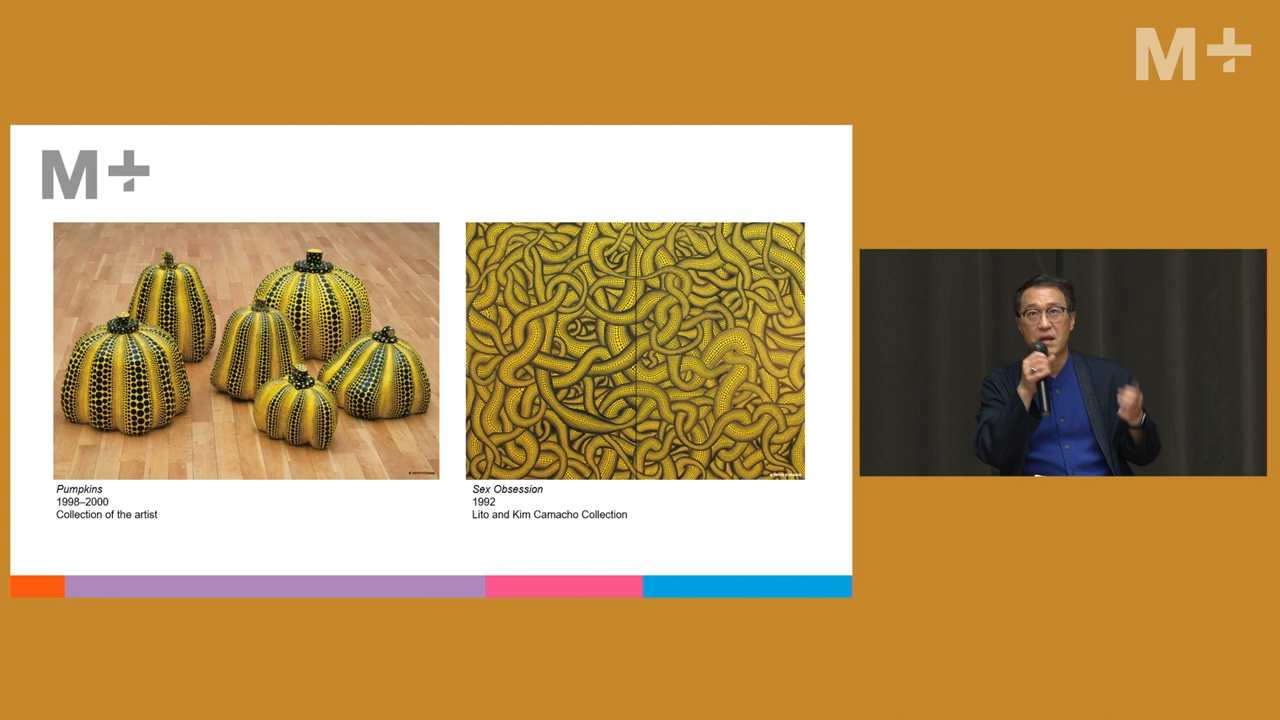 M+
M+
Pumpkins
1998–2000
Collection of the artist
Sex Obsession
1992
Lito and Kim Camacho Collection